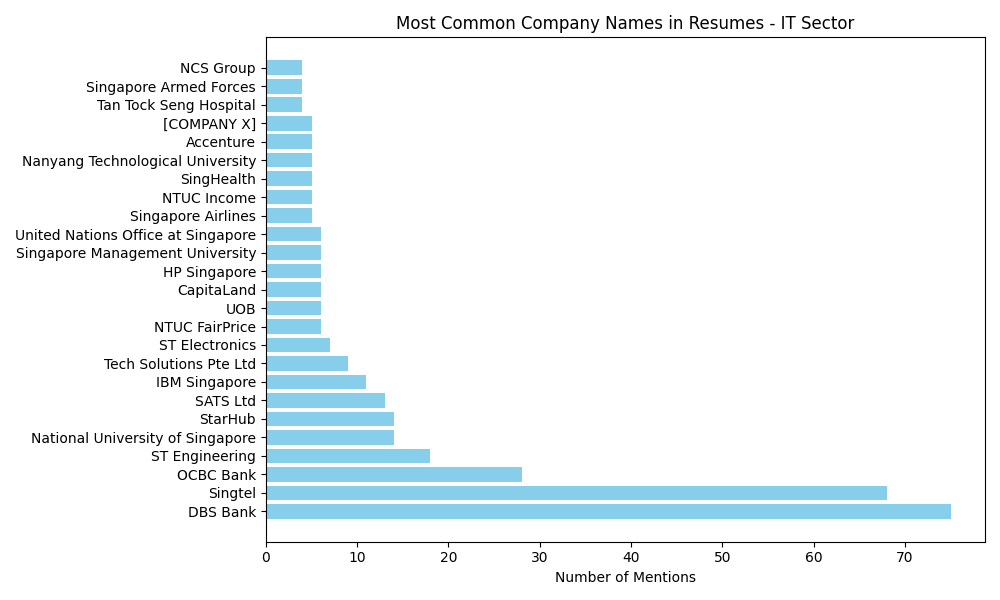 Most Common Company Names in Resumes - IT Sector
NCS Group
Singapore Armed Forces
Tan Tock Seng Hospital
[COMPANY X]
Accenture
Nanyang Technological University
SingHealth
NTUC Income
Singapore Airlines
United Nations Office at Singapore
Singapore Management University
HP Singapore
CapitaLand
UOB
NTUC FairPrice
ST Electronics
Tech Solutions Pte Ltd
IBM Singapore
SATS Ltd
StarHub
National University of Singapore
ST Engineering
OCBC Bank
Singtel
DBS Bank
0 10 20 30 40 50 60 70
Number of Mentions